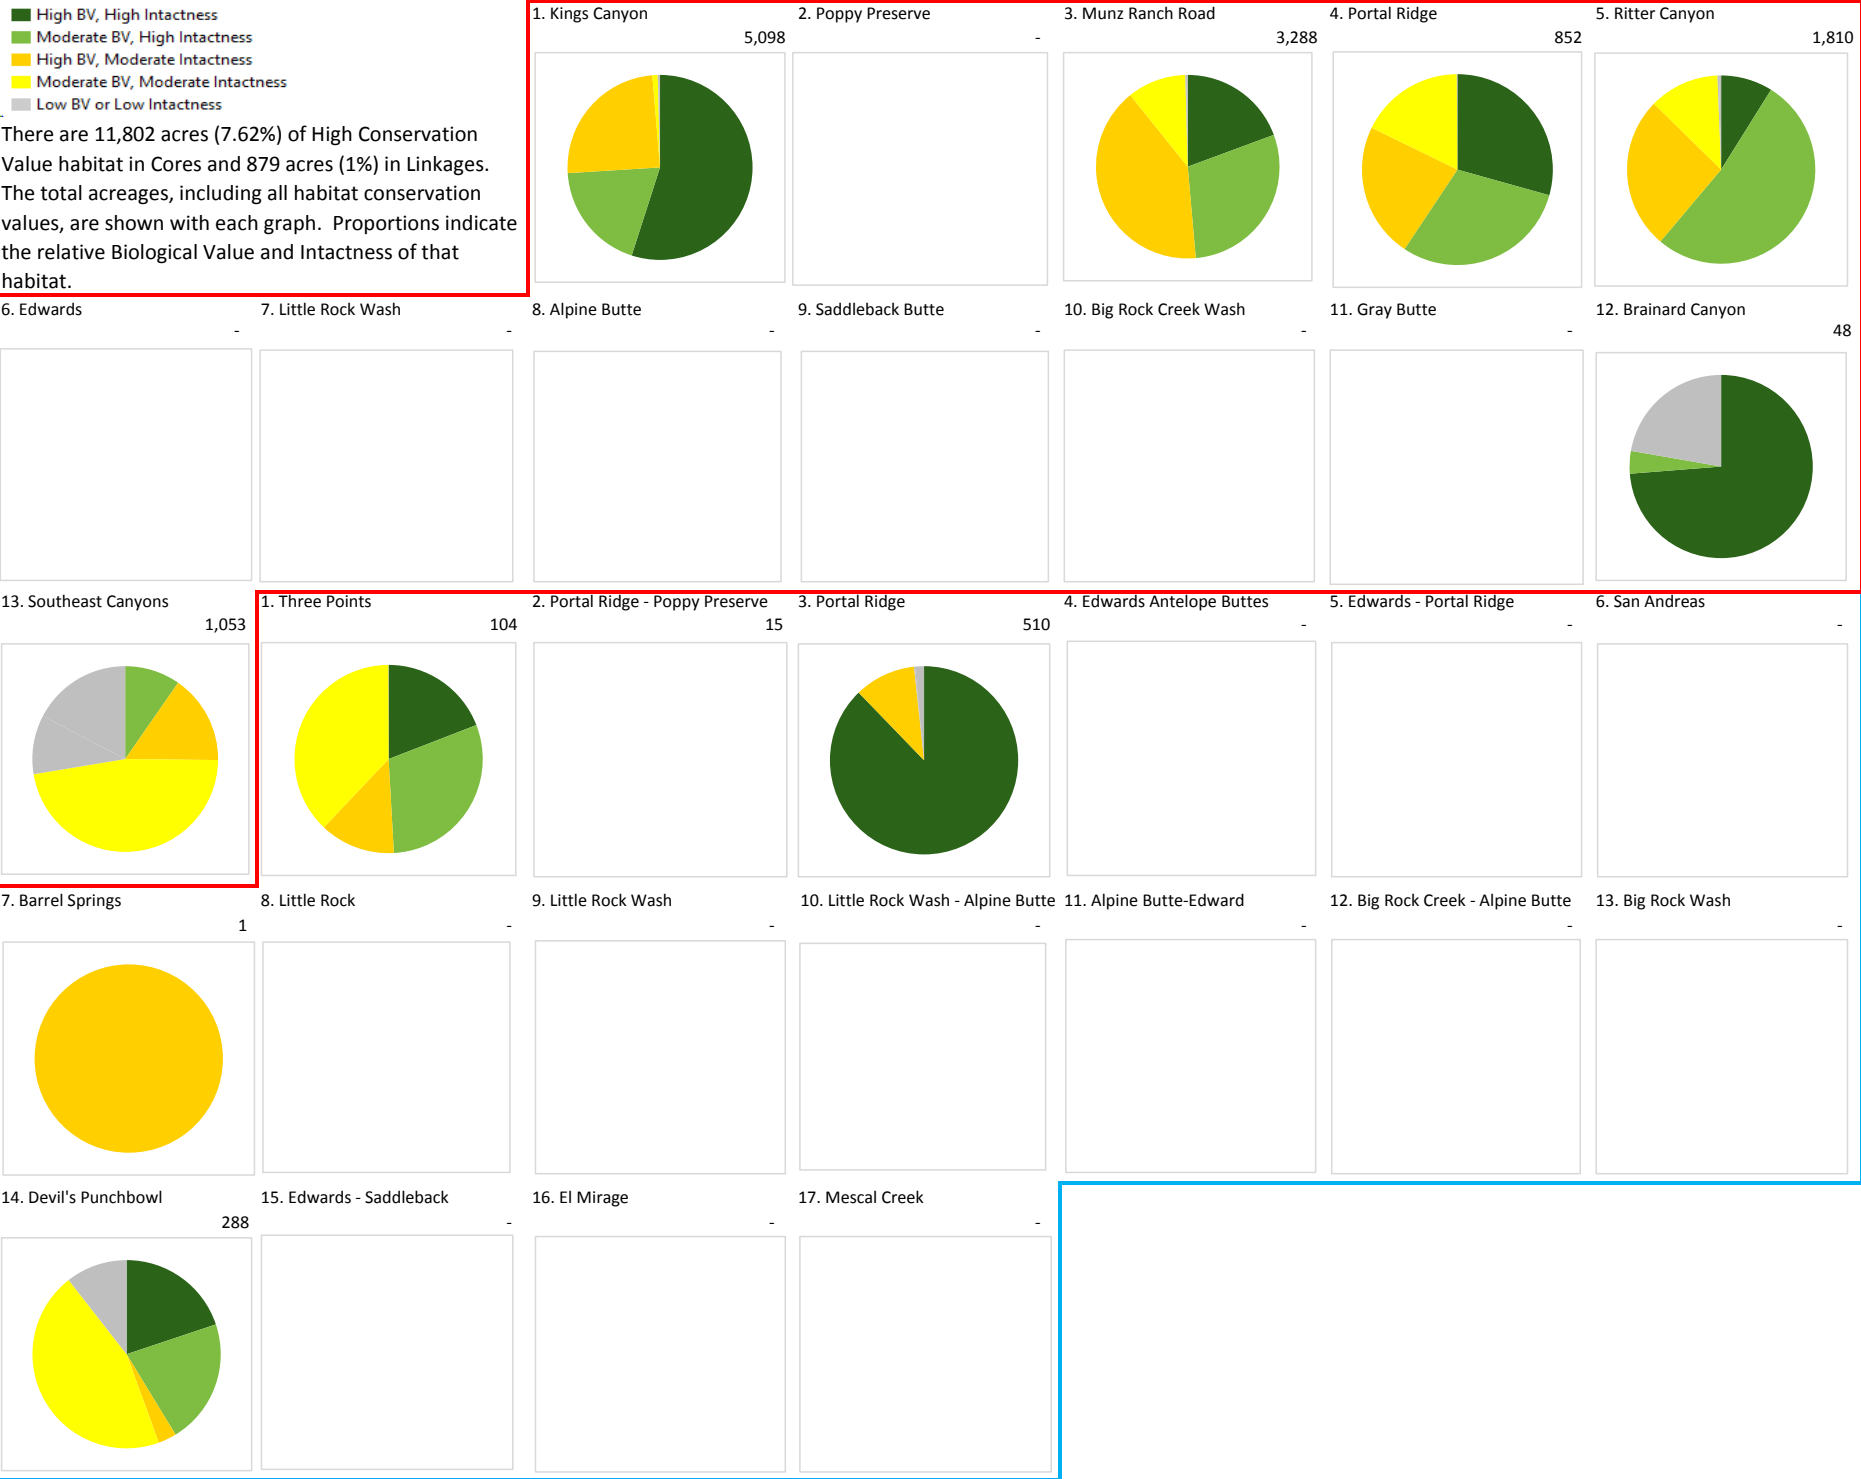 High BV, High Intactness
Moderate BV, High Intactness
High BV, Moderate Intactness
Moderate BV, Moderate Intactness
Low BV or Low Intactness
There are 11,802 acres (7.62%) of High Conservation
Value habitat in Cores and 879 acres (1%) in Linkages.
The total acreages, including all habitat conservation
values, are shown with each graph.  Proportions indicate
the relative Biological Value and Intactness of that
habitat.
1. Kings Canyon
5,098
2. Poppy Preserve
-
3. Munz Ranch Road
3,288
4. Portal Ridge
852
5. Ritter Canyon
1,810
6. Edwards
-
7. Little Rock Wash
-
8. Alpine Butte
-
9. Saddleback Butte
-
10. Big Rock Creek Wash
-
11. Gray Butte
-
12. Brainard Canyon
48
13. Southeast Canyons
1,053
1. Three Points
104
2. Portal Ridge - Poppy Preserve
15
3. Portal Ridge
510
4. Edwards Antelope Buttes
-
5. Edwards - Portal Ridge
-
6. San Andreas
-
7. Barrel Springs
1
8. Little Rock
-
9. Little Rock Wash
-
10. Little Rock Wash - Alpine Butte
-
11. Alpine Butte-Edward
-
12. Big Rock Creek - Alpine Butte
-
13. Big Rock Wash
-
14. Devil's Punchbowl
288
15. Edwards - Saddleback
-
16. El Mirage
-
17. Mescal Creek
-